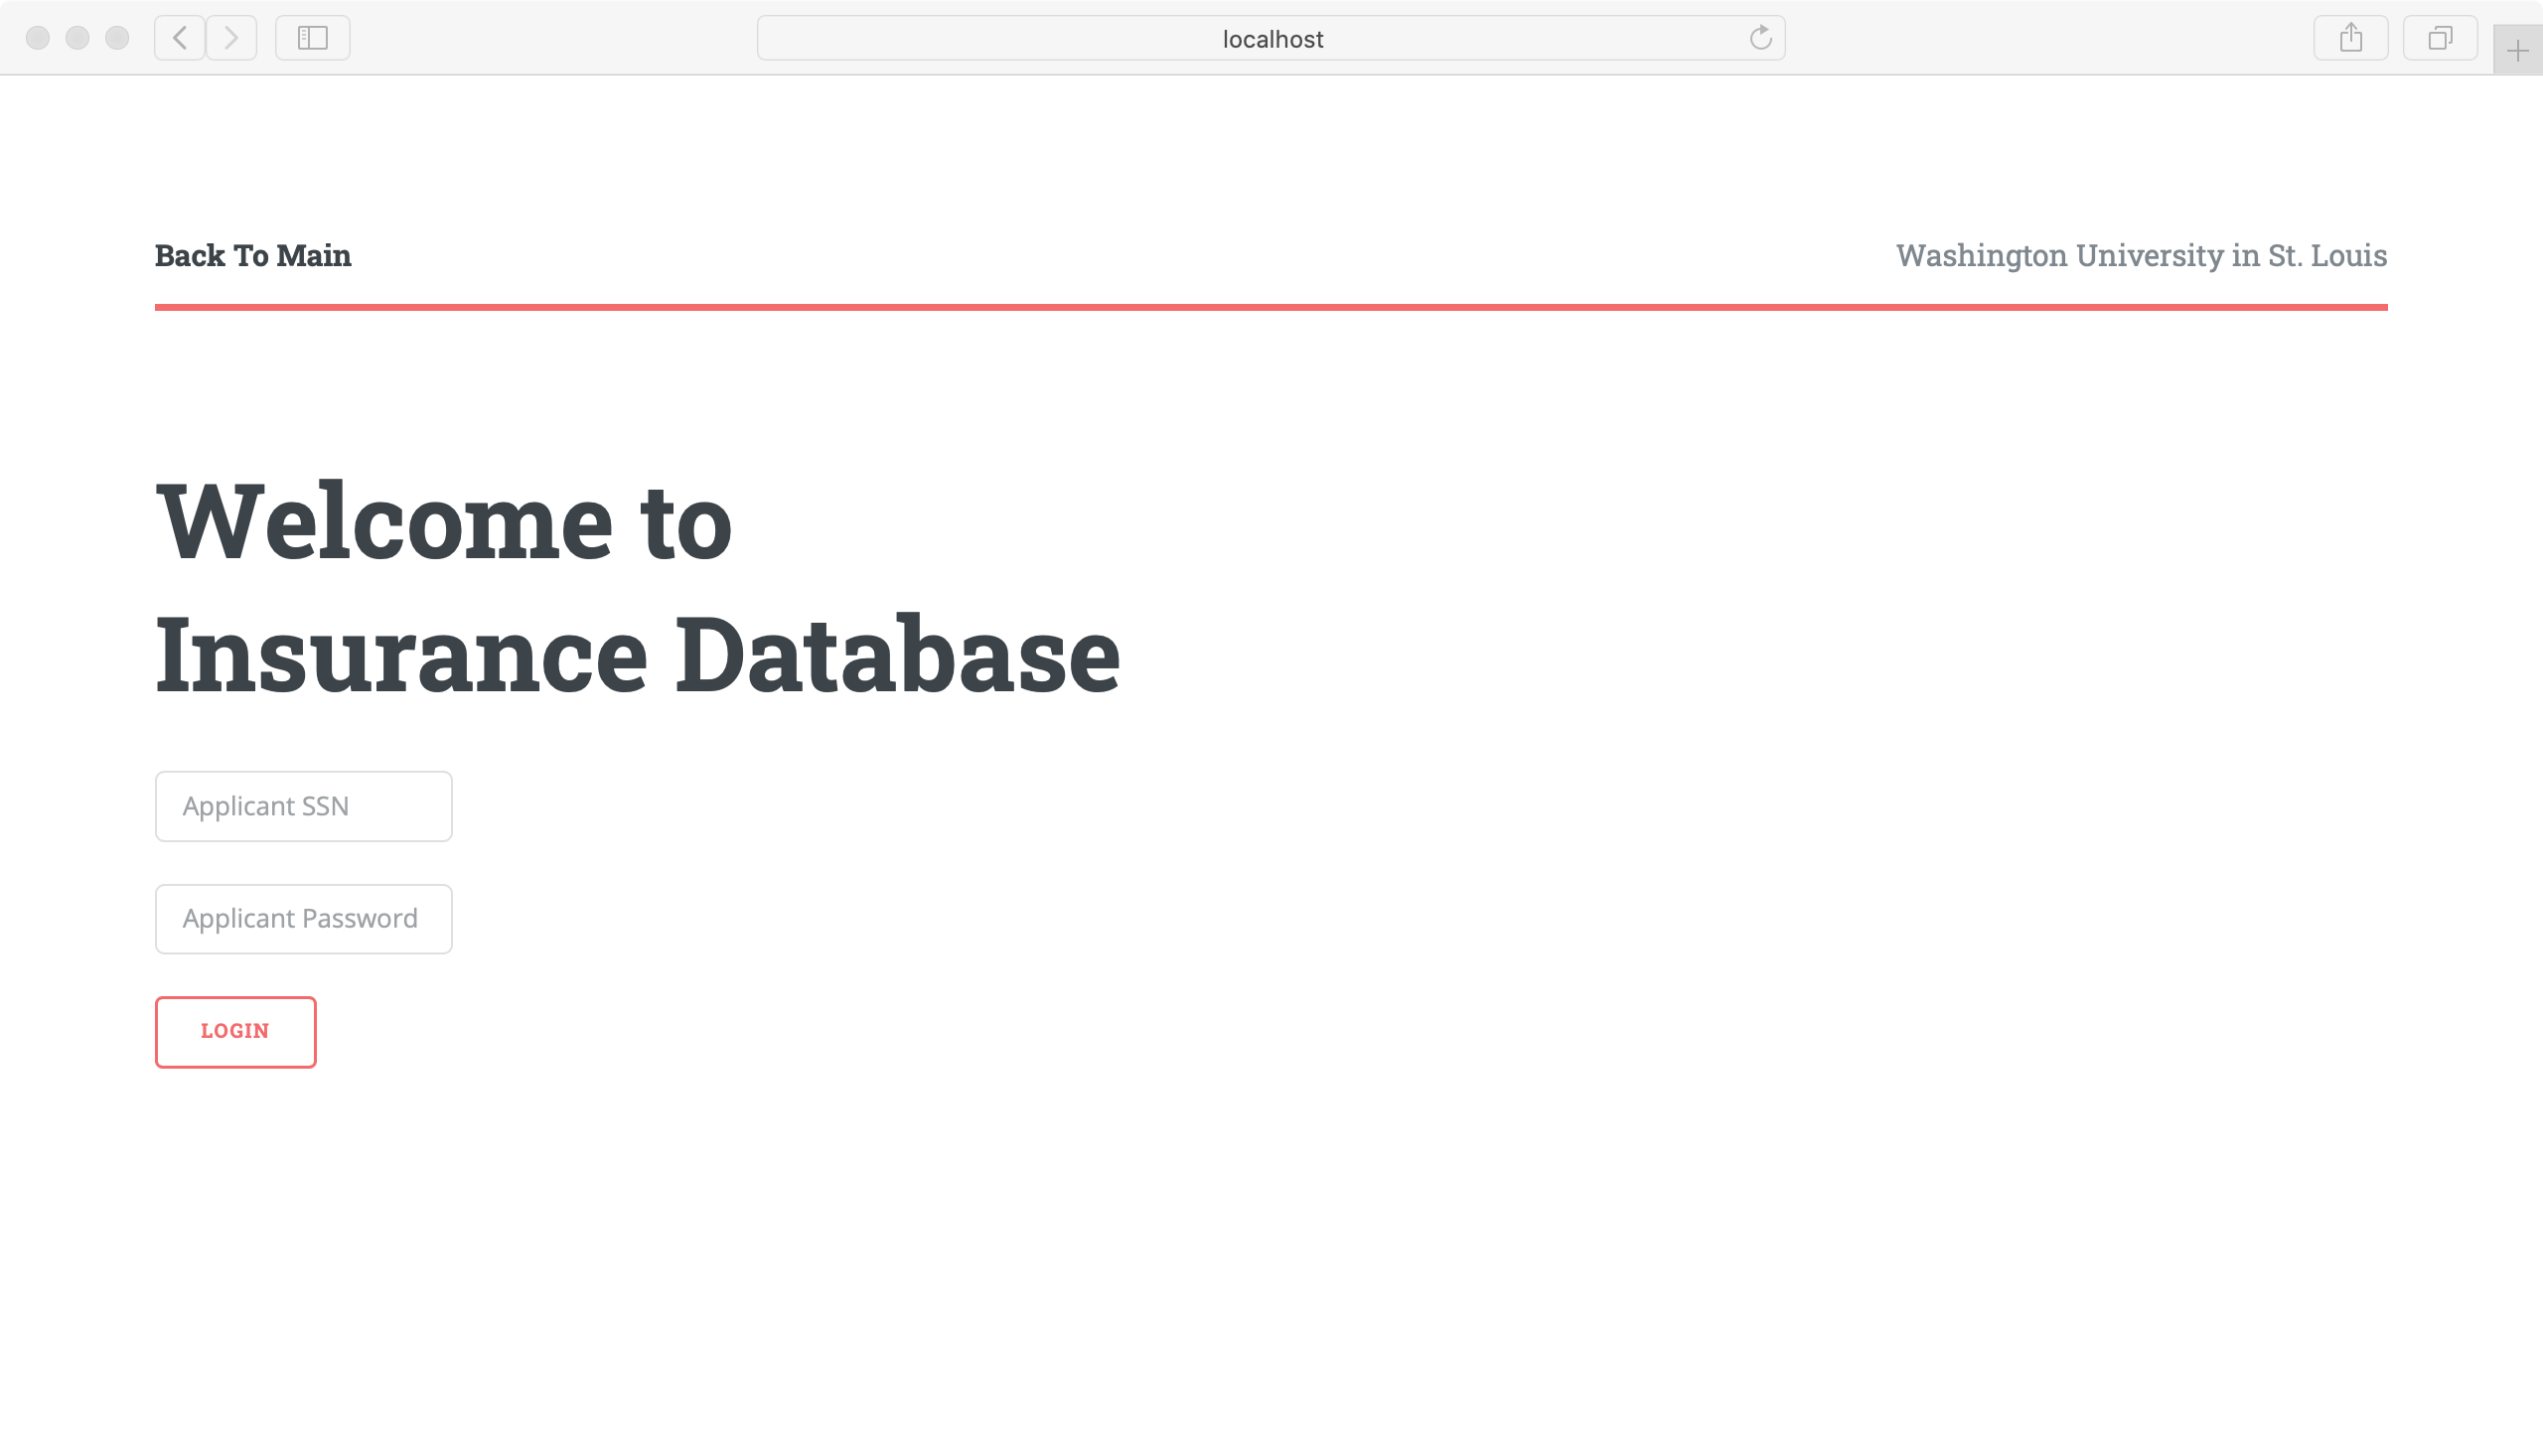 localhost
Back To Main
Washington University in St. Louis
Welcome to
Insurance Database
Applicant SSN
Applicant Password
LOGIN